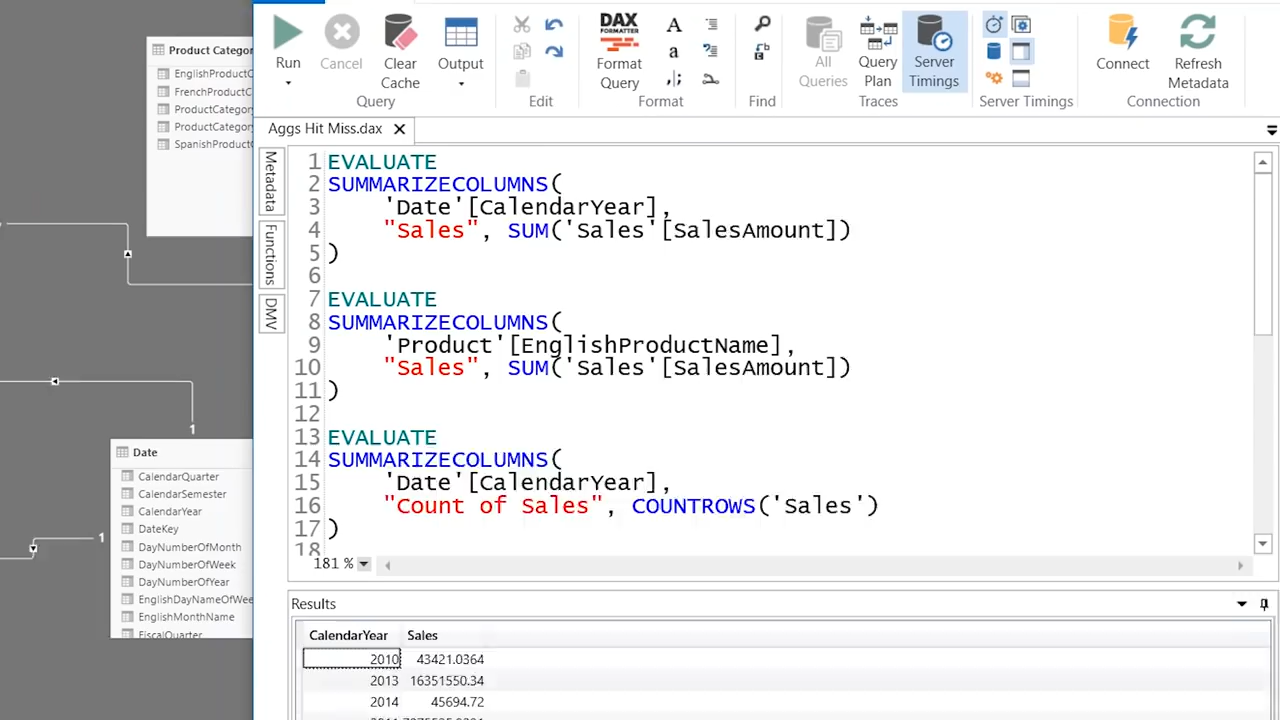 Product Categor
EnglishProductC
FrenchProductC
ProductCategory
ProductCategory
SpanishProductC
1
1
Date
CalendarQuarter
CalendarSemester
CalendarYear
DateKey
DayNumberOfMonth
DayNumberOfWeek
DayNumberOfYear
EnglishDayNameOfWee
EnglishMonthName
FiscalQuarter
Run
Cancel
Clear
Cache
Output
Query
Edit
DAX
FORMATTER
Format
Query
A
a
Format
Find
All
Queries
Query
Plan
Server
Timings
Traces
Server Timings
Connect
Refresh
Metadata
Connection
Aggs Hit Miss.dax
Metadata
Functions
DMV
1 EVALUATE
2 SUMMARIZECOLUMNS(
3 'Date'[CalendarYear],
4 "Sales", SUM('Sales'[SalesAmount])
5 )
6
7 EVALUATE
8 SUMMARIZECOLUMNS(
9 'Product'[EnglishProductName],
10 "Sales", SUM('Sales'[SalesAmount])
11 )
12
13 EVALUATE
14 SUMMARIZECOLUMNS(
15 'Date'[CalendarYear],
16 "Count of Sales", COUNTROWS('Sales')
17 )
18
181 %
Results
CalendarYear Sales
2010 43421.0364
2013 16351550.34
2014 45694.72